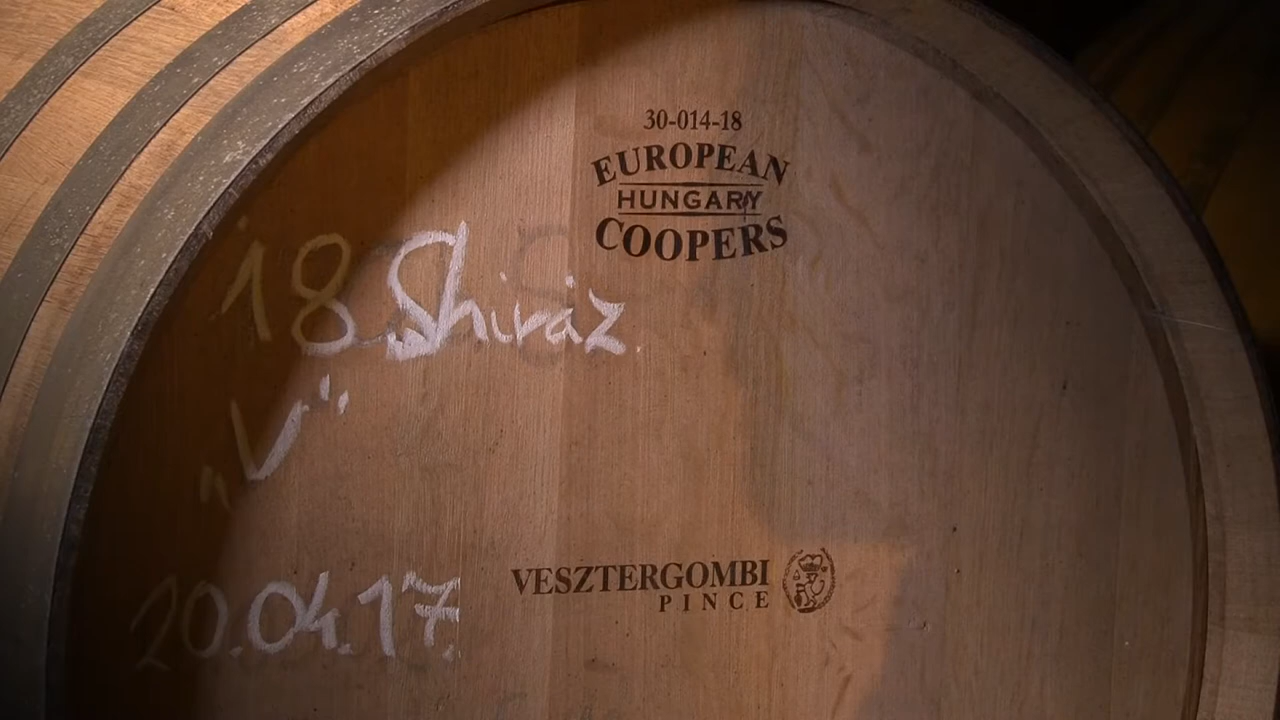 30-014-18
EUROPEAN
HUNGARY
COOPERS
18 Shiraz
„V"
20.04.17.
VESZTERGOMBI
PINCE